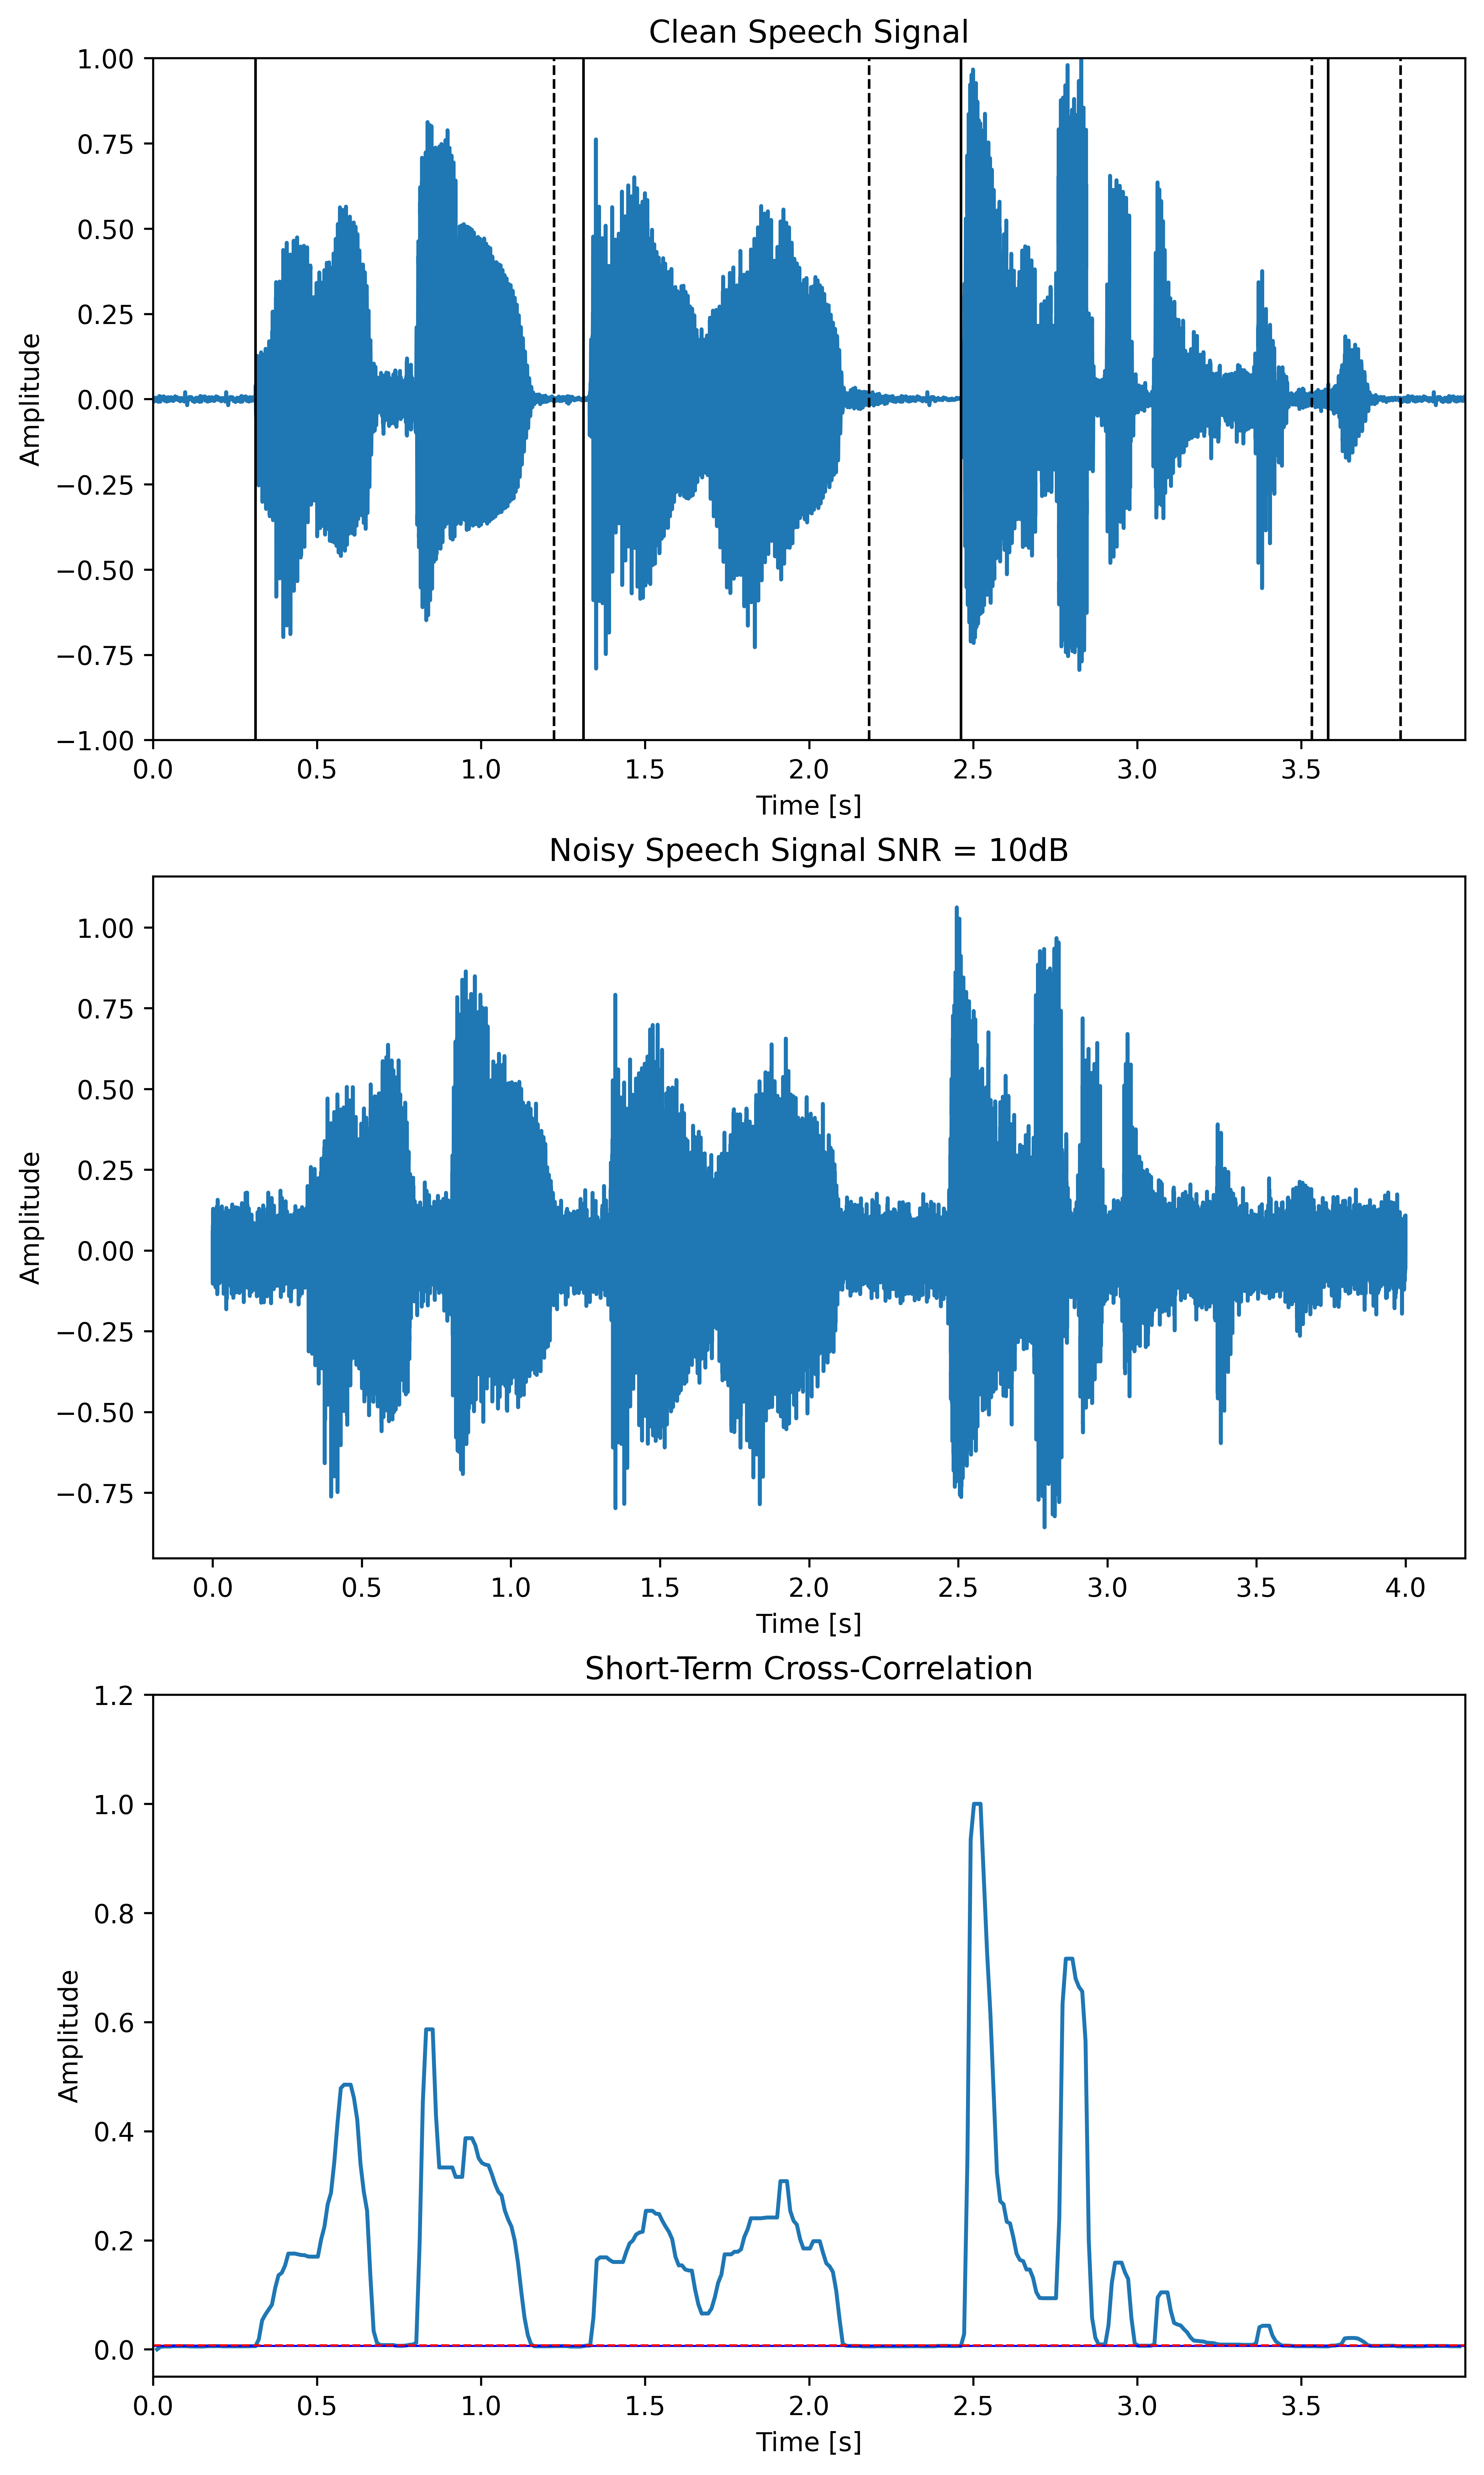 Clean Speech Signal
1.00
0.75
0.50
0.25
0.00
−0.25
−0.50
−0.75
−1.00
Amplitude
0.0 0.5 1.0 1.5 2.0 2.5 3.0 3.5
Time [s]
Noisy Speech Signal SNR = 10dB
1.00
0.75
0.50
0.25
0.00
−0.25
−0.50
−0.75
Amplitude
0.0 0.5 1.0 1.5 2.0 2.5 3.0 3.5 4.0
Time [s]
Short-Term Cross-Correlation
1.2
1.0
0.8
0.6
0.4
0.2
0.0
Amplitude
0.0 0.5 1.0 1.5 2.0 2.5 3.0 3.5
Time [s]